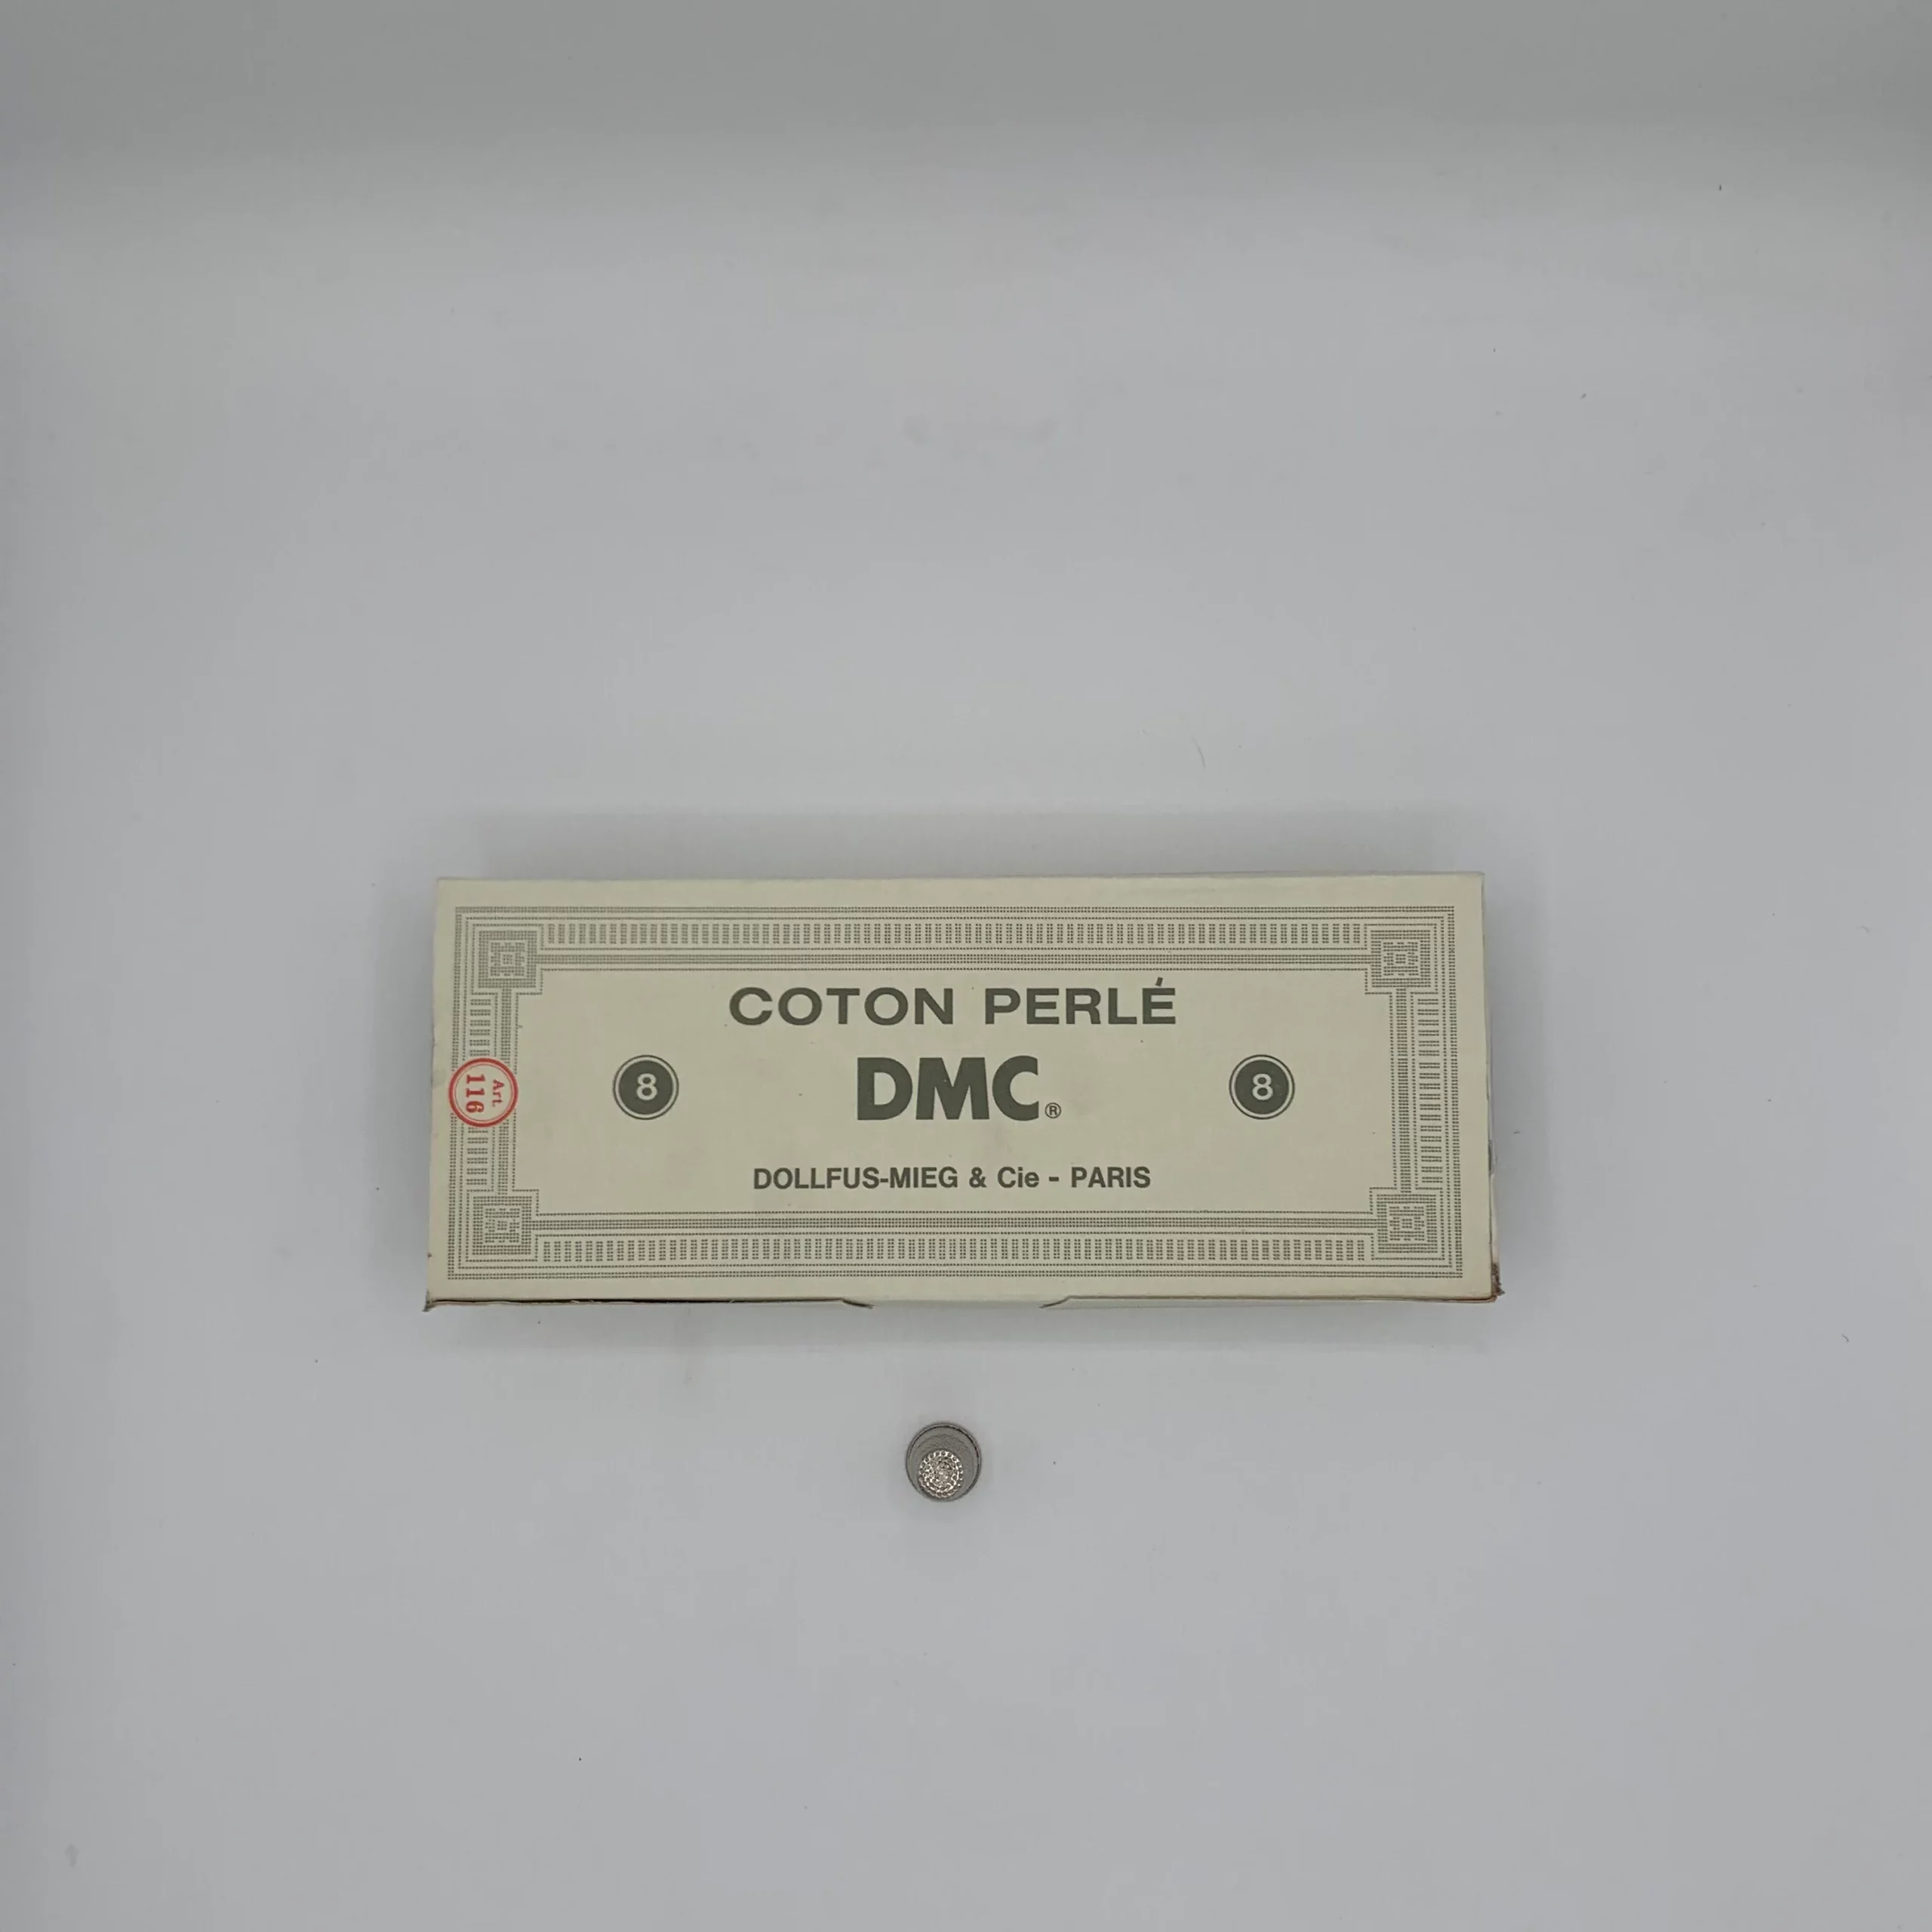 COTON PERLÉ
Art.
116
8 DMC® 8
DOLLFUS-MIEG & Cie - PARIS